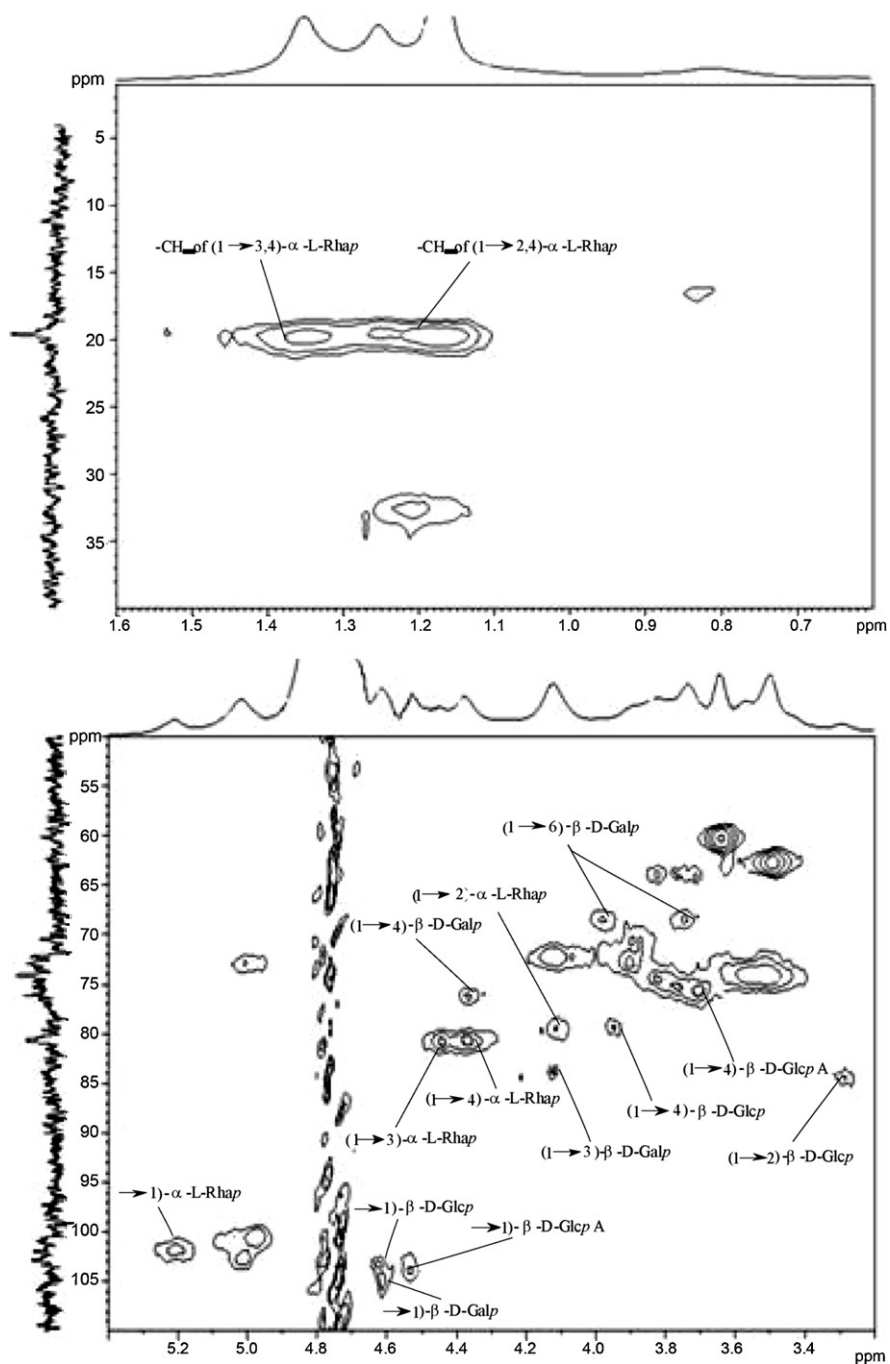 ppm
5
10
-CH of (1→3,4)-α-L-Rhap -CH of (1→2,4)-α-L-Rhap
15
20
25
30
35
1.6 1.5 1.4 1.3 1.2 1.1 1.0 0.9 0.8 0.7 ppm
ppm
55
(1→6)-β-D-Galp
60
65
(1→2)-α-L-Rhap
(1→4)-β-D-Galp
70
75
80
(1→4)-β-D-Glcp A
85
(1→4)-α-L-Rhap
(1→4)-β-D-Glcp
90
(1→3)-α-L-Rhap
(1→3)-β-D-Galp
(1→2)-β-D-Glcp
95
→1)-α-L-Rhap
→1)-β-D-Glcp
100
→1)-β-D-Glcp A
105
→1)-β-D-Galp
5.2 5.0 4.8 4.6 4.4 4.2 4.0 3.8 3.6 3.4 ppm